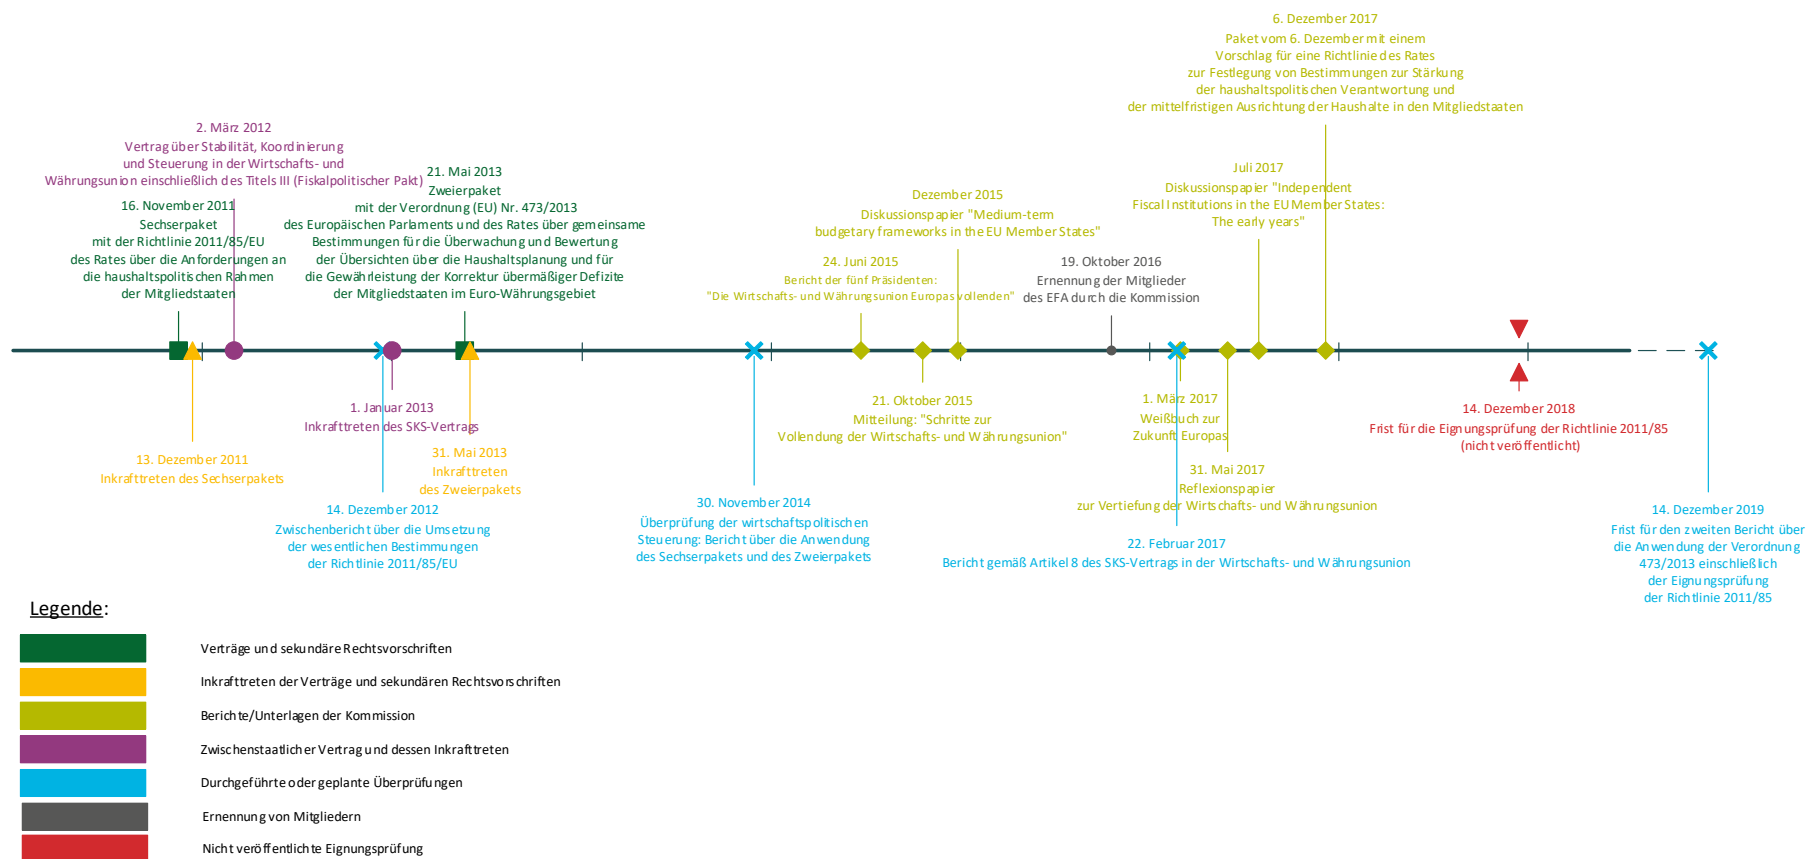 6. Dezember 2017
Paket vom 6. Dezember mit einem
Vorschlag für eine Richtlinie des Rates
zur Festlegung von Bestimmungen zur Stärkung
der haushaltspolitischen Verantwortung und
der mittelfristigen Ausrichtung der Haushalte in den Mitgliedstaaten
2. März 2012
Vertrag über Stabilität, Koordinierung
und Steuerung in der Wirtschafts- und
Währungsunion einschließlich des Titels III (Fiskalpolitischer Pakt)
16. November 2011
Sechserpaket
mit der Richtlinie 2011/85/EU
des Rates über die Anforderungen an
die haushaltspolitischen Rahmen
der Mitgliedstaaten
21. Mai 2013
Zweierpaket
mit der Verordnung (EU) Nr. 473/2013
des Europäischen Parlaments und des Rates über gemeinsame
Bestimmungen für die Überwachung und Bewertung
der Übersichten über die Haushaltsplanung und für
die Gewährleistung der Korrektur übermäßiger Defizite
der Mitgliedstaaten im Euro-Währungsgebiet
24. Juni 2015
Bericht der fünf Präsidenten:
"Die Wirtschafts- und Währungsunion Europas vollenden"
Dezember 2015
Diskussionspapier "Medium-term
budgetary frameworks in the EU Member States"
19. Oktober 2016
Ernennung der Mitglieder
des EFA durch die Kommission
Juli 2017
Diskussionspapier "Independent
Fiscal Institutions in the EU Member States:
The early years"
13. Dezember 2011
Inkrafttreten des Sechserpakets
1. Januar 2013
Inkrafttreten des SKS-Vertrags
31. Mai 2013
Inkrafttreten
des Zweierpakets
14. Dezember 2012
Zwischenbericht über die Umsetzung
der wesentlichen Bestimmungen
der Richtlinie 2011/85/EU
30. November 2014
Überprüfung der wirtschaftspolitischen
Steuerung: Bericht über die Anwendung
des Sechserpakets und des Zweierpakets
21. Oktober 2015
Mitteilung: "Schritte zur
Vollendung der Wirtschafts- und Währungsunion"
1. März 2017
Weißbuch zur
Zukunft Europas
31. Mai 2017
Reflexionspapier
zur Vertiefung der Wirtschafts- und Währungsunion
22. Februar 2017
Bericht gemäß Artikel 8 des SKS-Vertrags in der Wirtschafts- und Währungsunion
14. Dezember 2018
Frist für die Eignungsprüfung der Richtlinie 2011/85
(nicht veröffentlicht)
14. Dezember 2019
Frist für den zweiten Bericht über
die Anwendung der Verordnung
473/2013 einschließlich
der Eignungsprüfung
der Richtlinie 2011/85
Legende:
Verträge und sekundäre Rechtsvorschriften
Inkrafttreten der Verträge und sekundären Rechtsvorschriften
Berichte/Unterlagen der Kommission
Zwischenstaatlicher Vertrag und dessen Inkrafttreten
Durchgeführte oder geplante Überprüfungen
Ernennung von Mitgliedern
Nicht veröffentlichte Eignungsprüfung